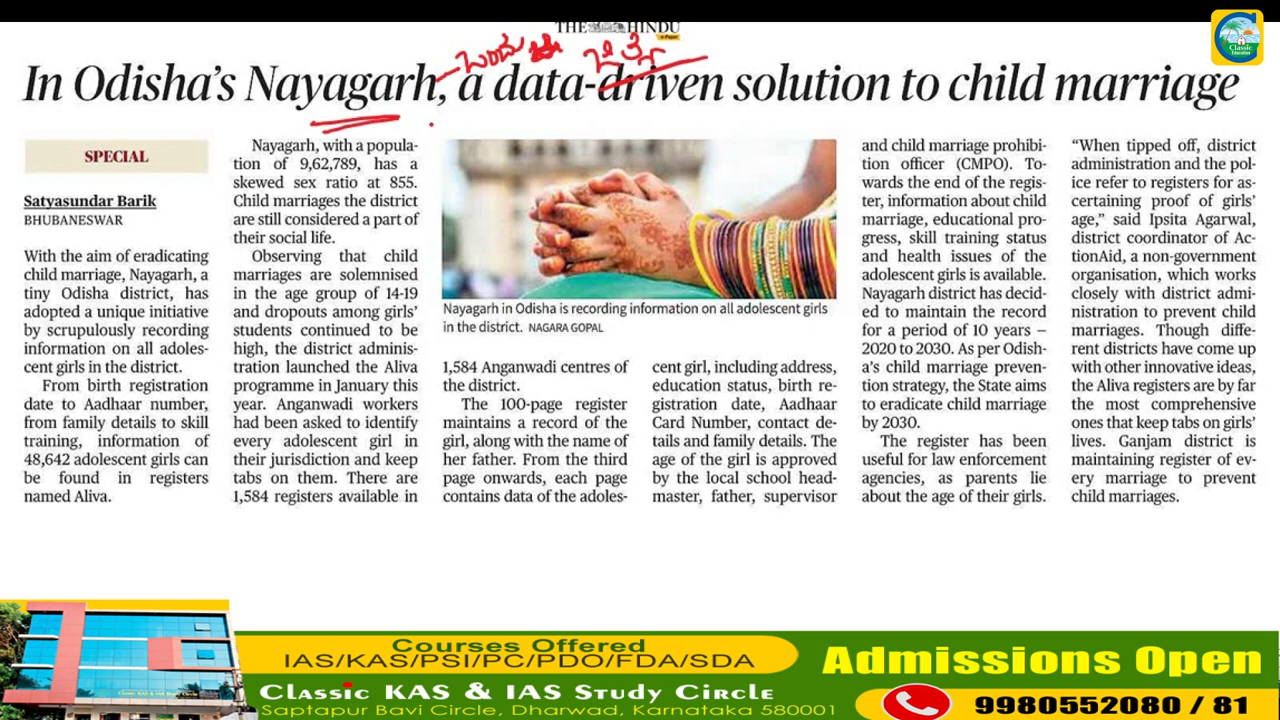 THE HINDU
e-Paper
Classic
Education
In Odisha's Nayagarh, a data-driven solution to child marriage
SPECIAL
Satyasundar Barik
BHUBANESWAR
With the aim of eradicating
child marriage, Nayagarh, a
tiny Odisha district, has
adopted a unique initiative
by scrupulously recording
information on all adoles-
cent girls in the district.
From birth registration
date to Aadhaar number,
from family details to skill
training, information of
48,642 adolescent girls can
be found in registers
named Aliva.
Nayagarh, with a popula-
tion of 9,62,789, has a
skewed sex ratio at 855.
Child marriages the district
are still considered a part of
their social life.
Observing that child
marriages are solemnised
in the age group of 14-19
and dropouts among girls'
students continued to be
high, the district adminis-
tration launched the Aliva
programme in January this
year. Anganwadi workers
had been asked to identify
every adolescent girl in
their jurisdiction and keep
tabs on them. There are
1,584 registers available in
Nayagarh in Odisha is recording information on all adolescent girls
in the district. NAGARA GOPAL
1,584 Anganwadi centres of
the district.
The 100-page register
maintains a record of the
girl, along with the name of
her father. From the third
page onwards, each page
contains data of the adoles-
cent girl, including address,
education status, birth re-
gistration date, Aadhaar
Card Number, contact de-
tails and family details. The
age of the girl is approved
by the local school head-
master, father, supervisor
and child marriage prohibi-
tion officer (CMPO). To-
wards the end of the regis-
ter, information about child
marriage, educational pro-
gress, skill training status
and health issues of the
adolescent girls is available.
Nayagarh district has decid-
ed to maintain the record
for a period of 10 years –
2020 to 2030. As per Odish-
a's child marriage preven-
tion strategy, the State aims
to eradicate child marriage
by 2030.
The register has been
useful for law enforcement
agencies, as parents lie
about the age of their girls.
"When tipped off, district
administration and the pol-
ice refer to registers for as-
certaining proof of girls'
age," said Ipsita Agarwal,
district coordinator of Ac-
tionAid, a non-government
organisation, which works
closely with district admi-
nistration to prevent child
marriages. Though diffe-
rent districts have come up
with other innovative ideas,
the Aliva registers are by far
the most comprehensive
ones that keep tabs on girls'
lives. Ganjam district is
maintaining register of ev-
ery marriage to prevent
child marriages.
Courses Offered
IAS/KAS/PSI/PC/PDO/FDA/SDA
Classic KAS & IAS Study Circle
Saptapur Bavi Circle, Dharwad, Karnataka 580001
Admissions Open
9980552080 / 81